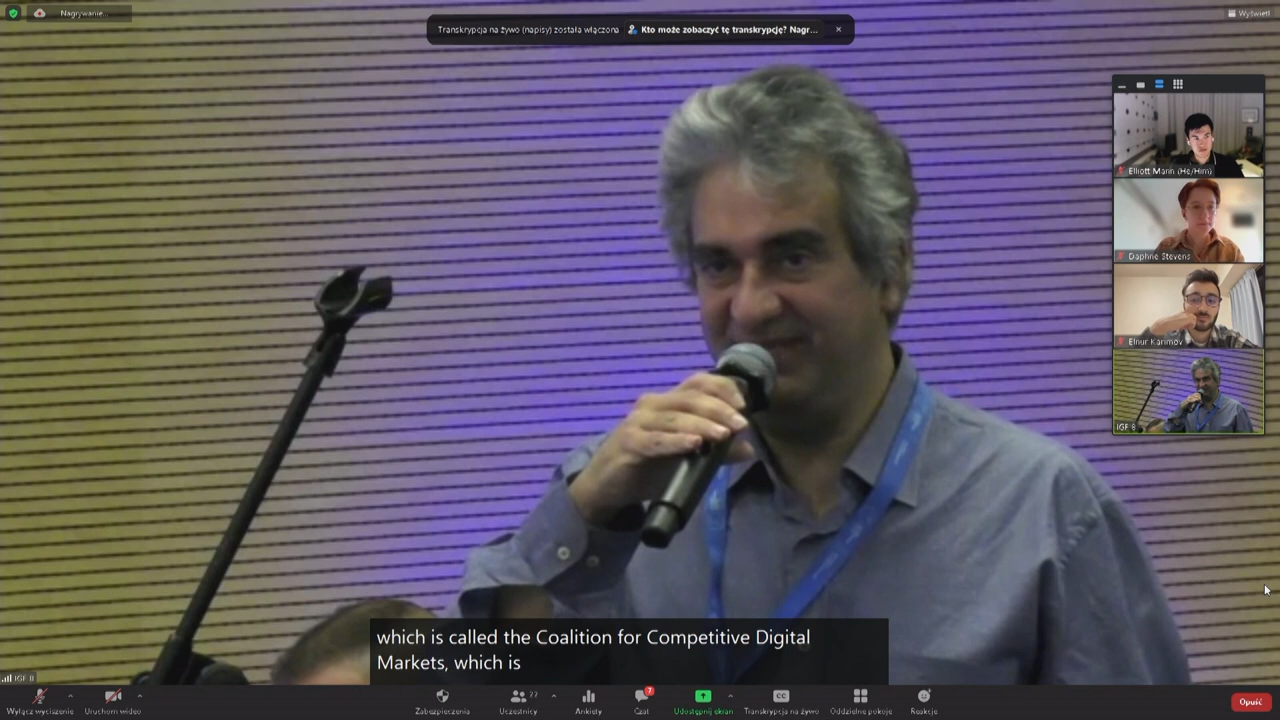 Nagrywanie...
Transkrypcja na żywo (napisy) została włączona
Kto może zobaczyć tę transkrypcję? Nagr...
Wyświetl
Elliott Mann (He/Him)
Daphne Stevens
Elnur Karimov
IGF 8
which is called the Coalition for Competitive Digital
Markets, which is
IGF 8
Wyłącz wyciszenie
Uruchom wideo
Zabezpieczenia
Uczestnicy
Ankiety
7
Czat
Udostępnij ekran
CC
Transkrypcja na żywo
Oddzielne pokoje
Reakcje
Opuść